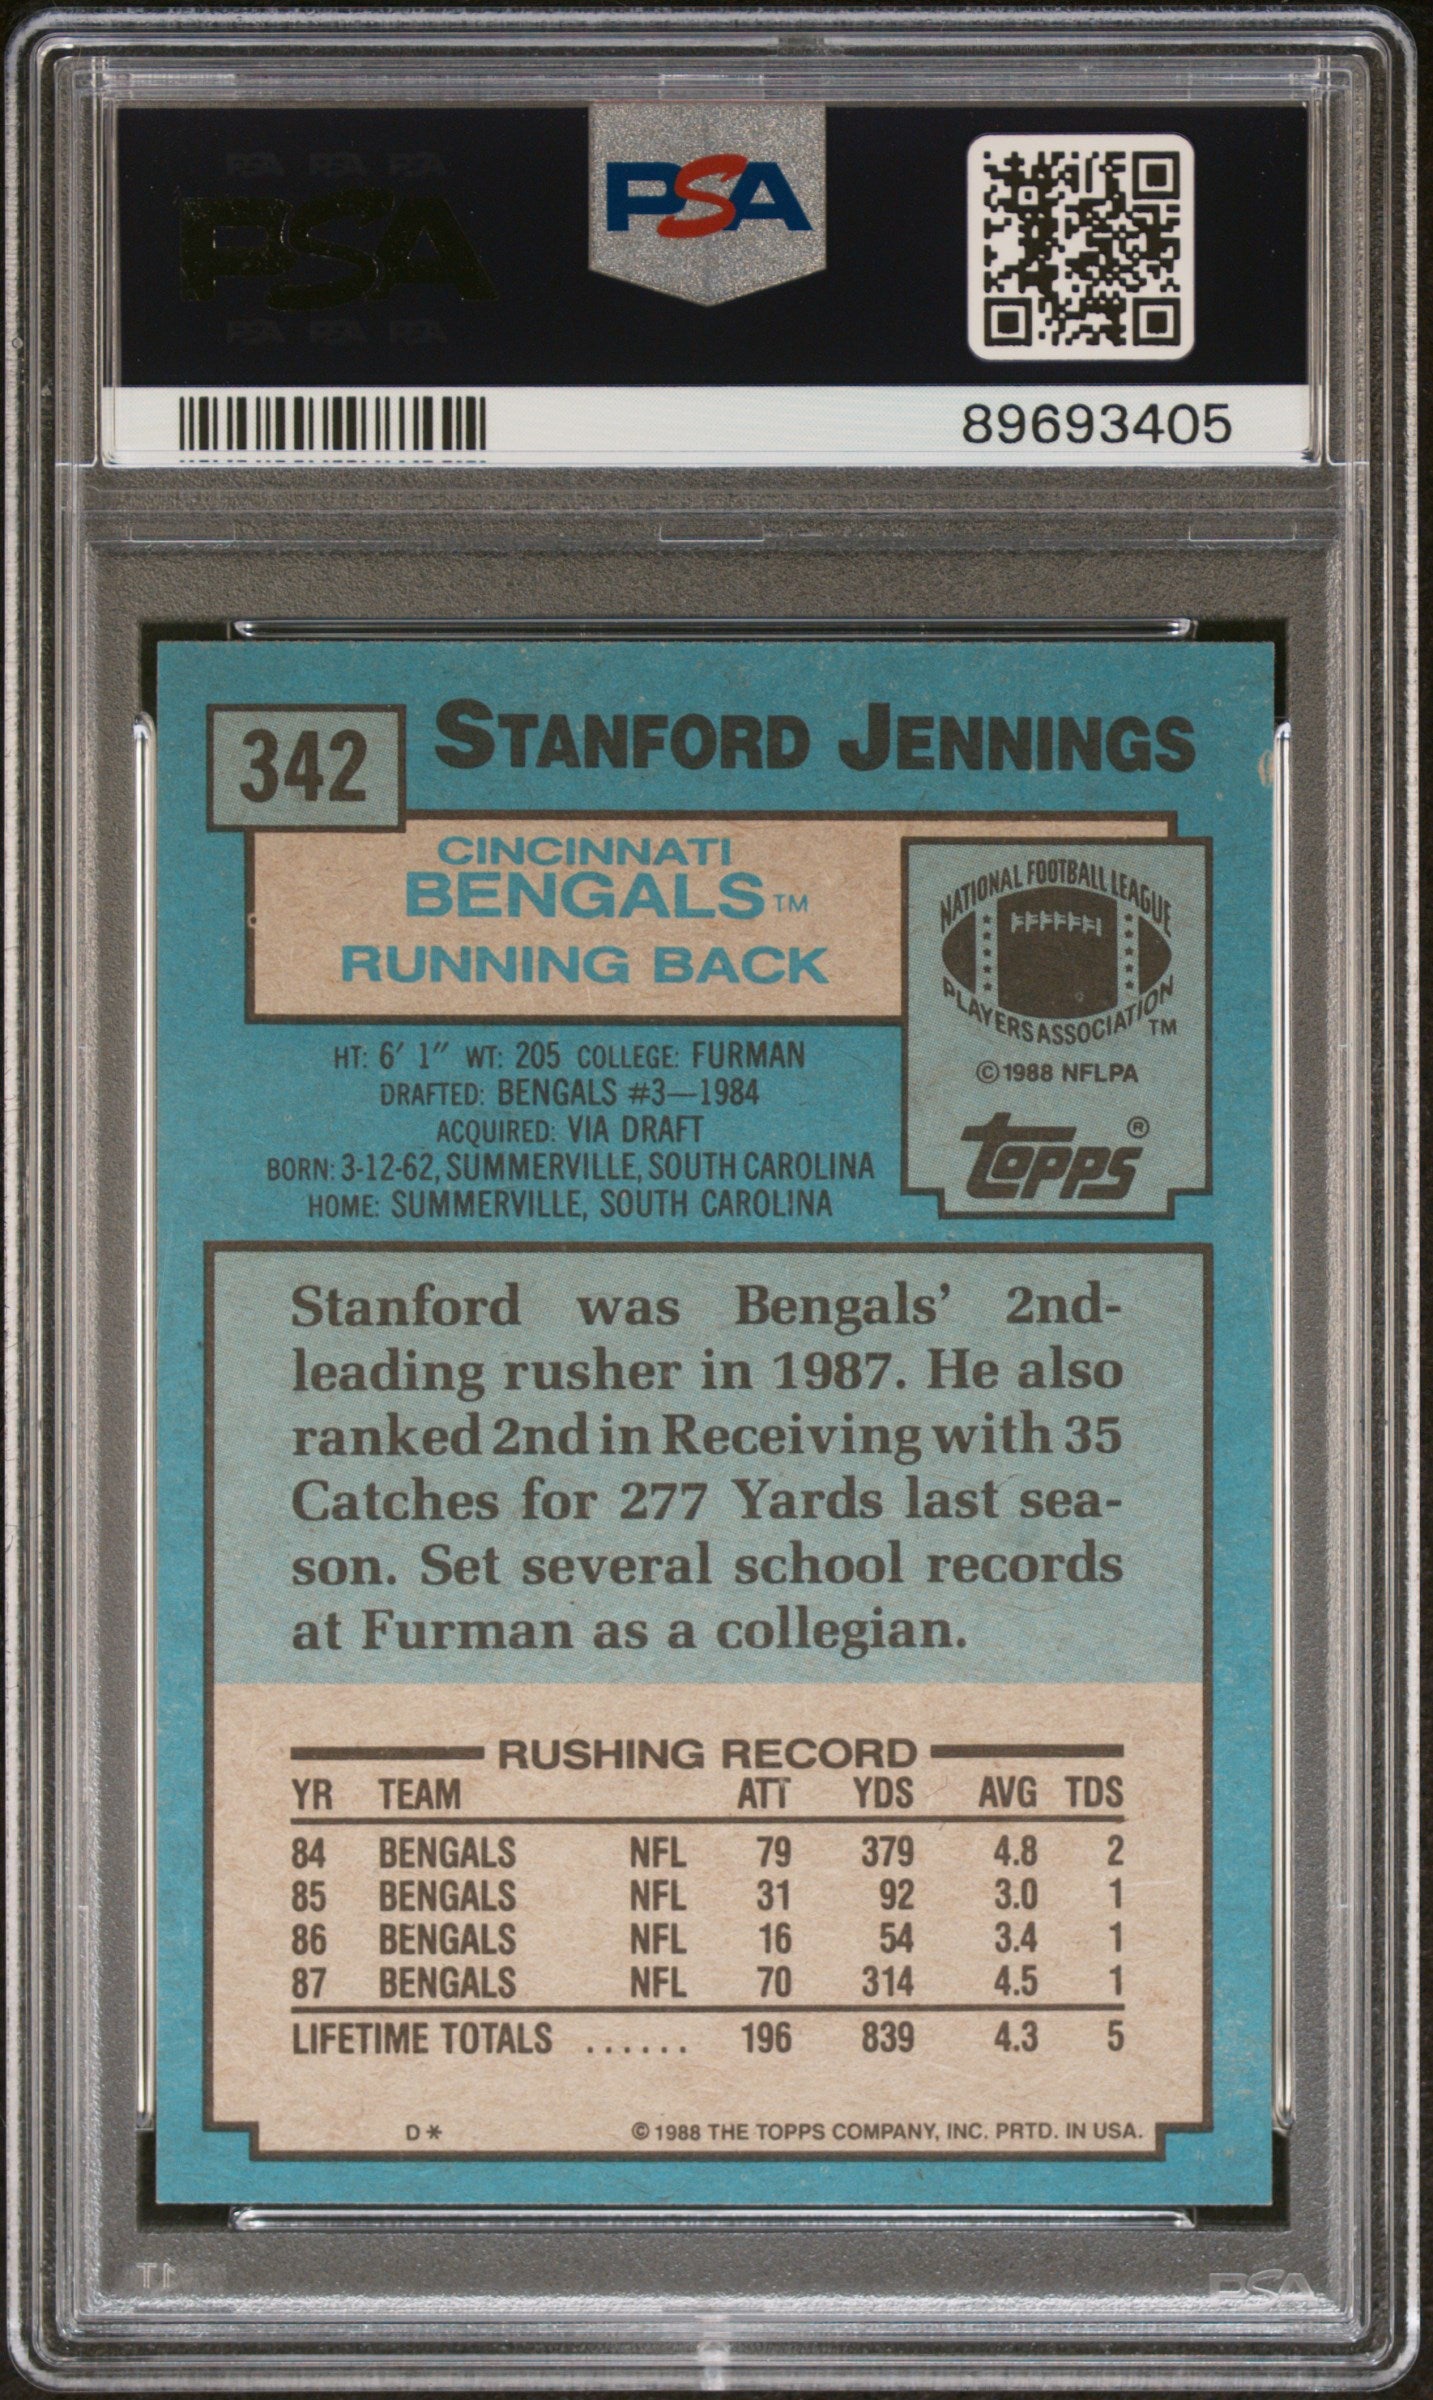 PSA PSA PSA
PSA
PSA PSA PSA
PSA
89693405
342
STANFORD JENNINGS
CINCINNATI
BENGALS™
RUNNING BACK
NATIONAL FOOTBALL LEAGUE
PLAYERS ASSOCIATION™
©1988 NFLPA
TOPPS®
HT: 6' 1" WT: 205 COLLEGE: FURMAN
DRAFTED: BENGALS #3—1984
ACQUIRED: VIA DRAFT
BORN: 3-12-62, SUMMERVILLE, SOUTH CAROLINA
HOME: SUMMERVILLE, SOUTH CAROLINA
Stanford was Bengals' 2nd-
leading rusher in 1987. He also
ranked 2nd in Receiving with 35
Catches for 277 Yards last sea-
son. Set several school records
at Furman as a collegian.
RUSHING RECORD
YR TEAM ATT YDS AVG TDS
84 BENGALS NFL 79 379 4.8 2
85 BENGALS NFL 31 92 3.0 1
86 BENGALS NFL 16 54 3.4 1
87 BENGALS NFL 70 314 4.5 1
LIFETIME TOTALS ...... 196 839 4.3 5
D* ©1988 THE TOPPS COMPANY, INC. PRTD. IN USA.
PSA